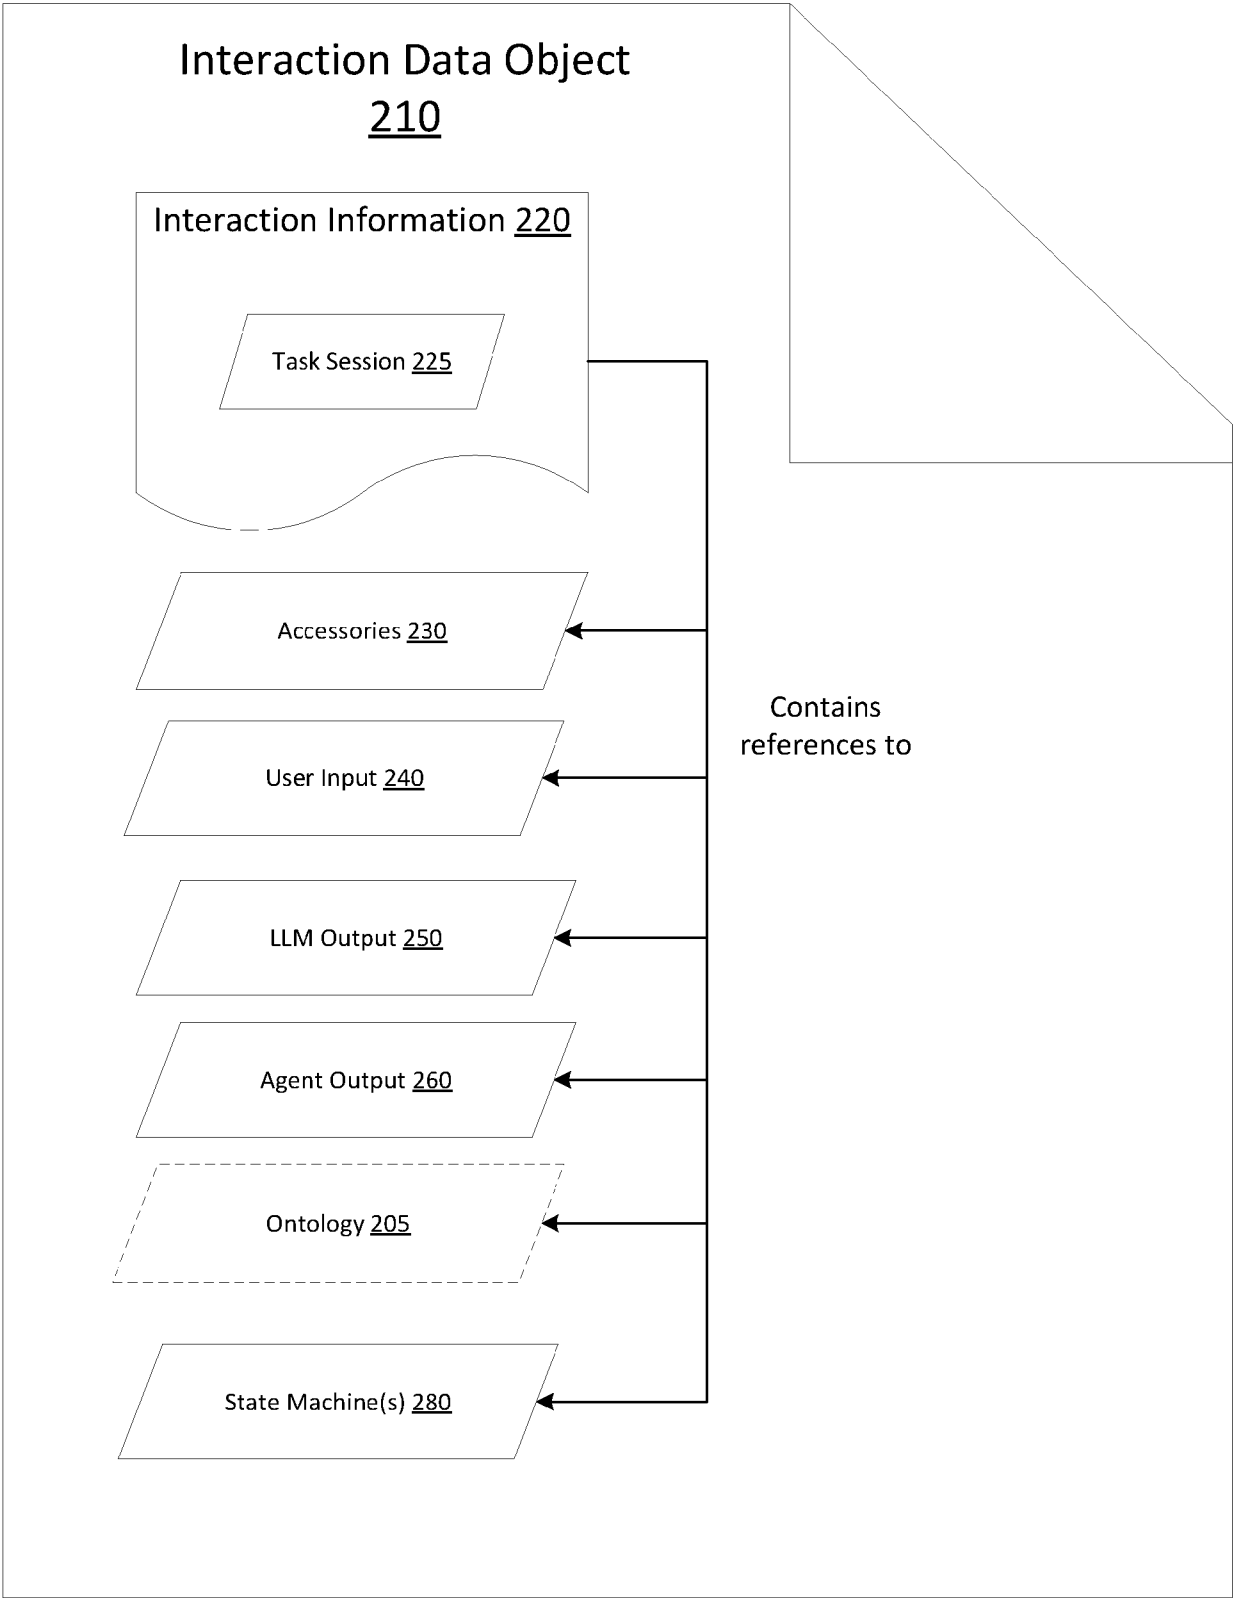 Interaction Data Object
210
Interaction Information 220
Task Session 225
Accessories 230
Contains
references to
User Input 240
LLM Output 250
Agent Output 260
Ontology 205
State Machine(s) 280